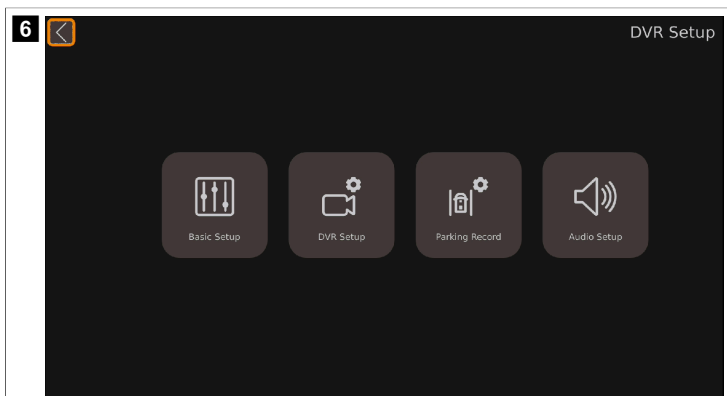 6
DVR Setup
Basic Setup
DVR Setup
Parking Record
Audio Setup